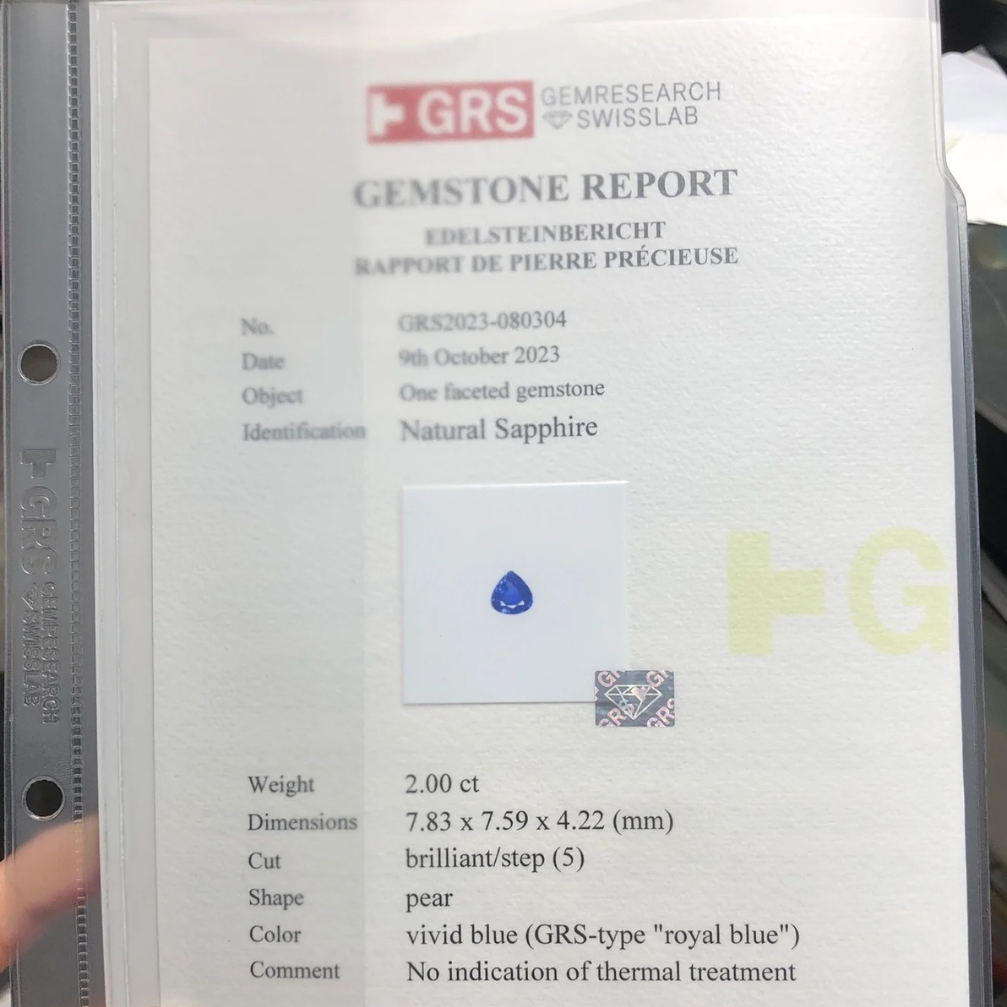 GRS GEMRESEARCH
SWISSLAB
GEMSTONE REPORT
EDELSTEINBERICHT
RAPPORT DE PIERRE PRÉCIEUSE
No. GRS2023-080304
Date 9th October 2023
Object One faceted gemstone
Identification Natural Sapphire
GRS GEMRESEARCH
SWISSLAB
G
GRS
Weight 2.00 ct
Dimensions 7.83 x 7.59 x 4.22 (mm)
Cut brilliant/step (5)
Shape pear
Color vivid blue (GRS-type "royal blue")
Comment No indication of thermal treatment